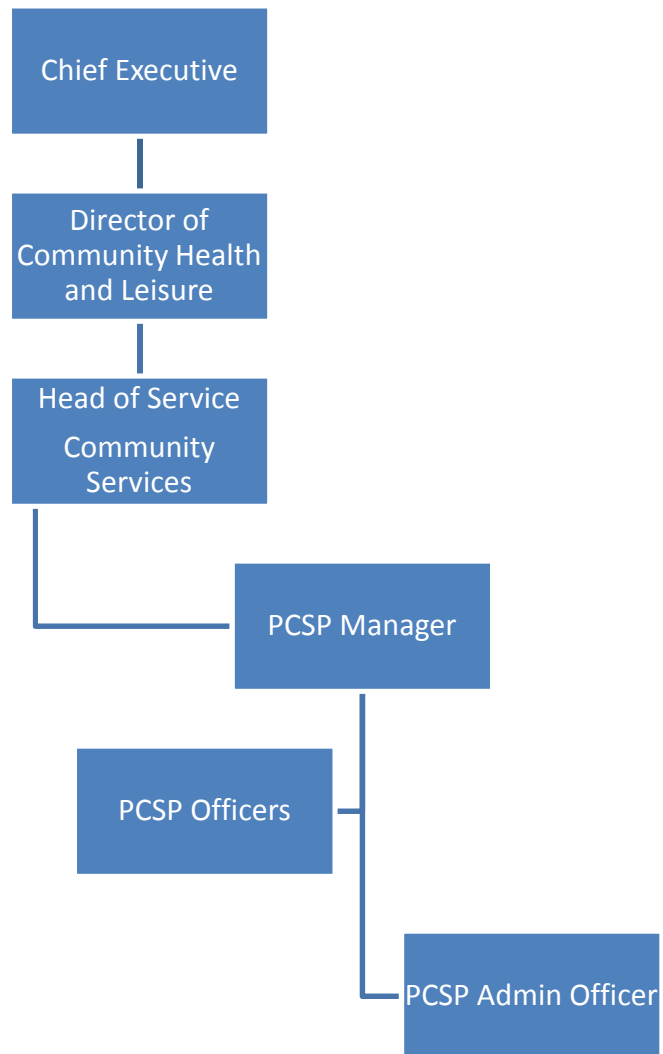 Chief Executive
Director of
Community Health
and Leisure
Head of Service
Community
Services
PCSP Manager
PCSP Officers
PCSP Admin Officer